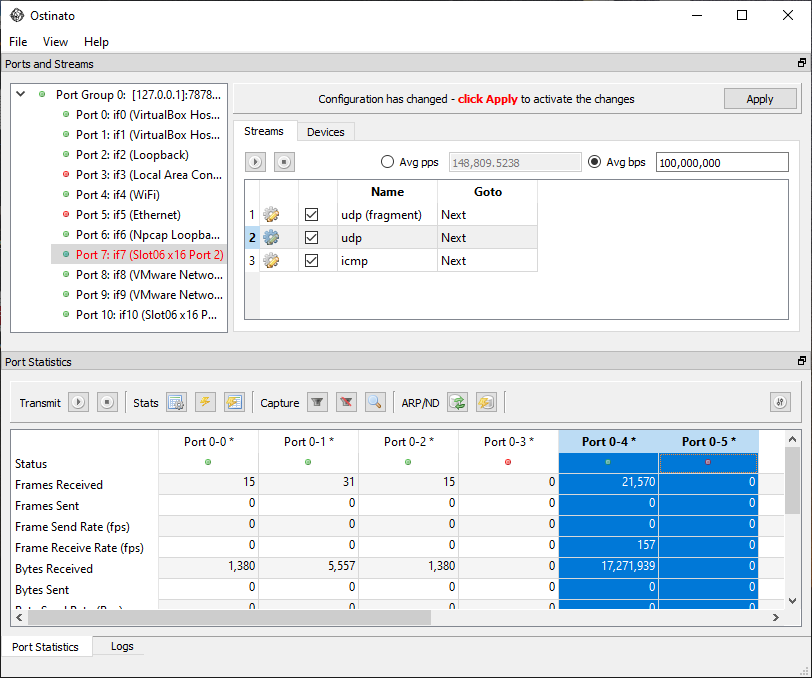 Ostinato
File View Help
Ports and Streams
Port Group 0: [127.0.0.1]:7878...
Port 0: if0 (VirtualBox Hos...
Port 1: if1 (VirtualBox Hos...
Port 2: if2 (Loopback)
Port 3: if3 (Local Area Con...
Port 4: if4 (WiFi)
Port 5: if5 (Ethernet)
Port 6: if6 (Npcap Loopba...
Port 7: if7 (Slot06 x16 Port 2)
Port 8: if8 (VMware Netwo...
Port 9: if9 (VMware Netwo...
Port 10: if10 (Slot06 x16 P...
Configuration has changed - click Apply to activate the changes
Apply
Streams Devices
Avg pps 148,809.5238 Avg bps 100,000,000
Name Goto
1 udp (fragment) Next
2 udp Next
3 icmp Next
Port Statistics
Transmit Stats Capture ARP/ND
Port 0-0 * Port 0-1 * Port 0-2 * Port 0-3 * Port 0-4 * Port 0-5 *
Status
Frames Received 15 31 15 0 21,570 0
Frames Sent 0 0 0 0 0 0
Frame Send Rate (fps) 0 0 0 0 0 0
Frame Receive Rate (fps) 0 0 0 0 157 0
Bytes Received 1,380 5,557 1,380 0 17,271,939 0
Bytes Sent 0 0 0 0 0 0
Port Statistics Logs